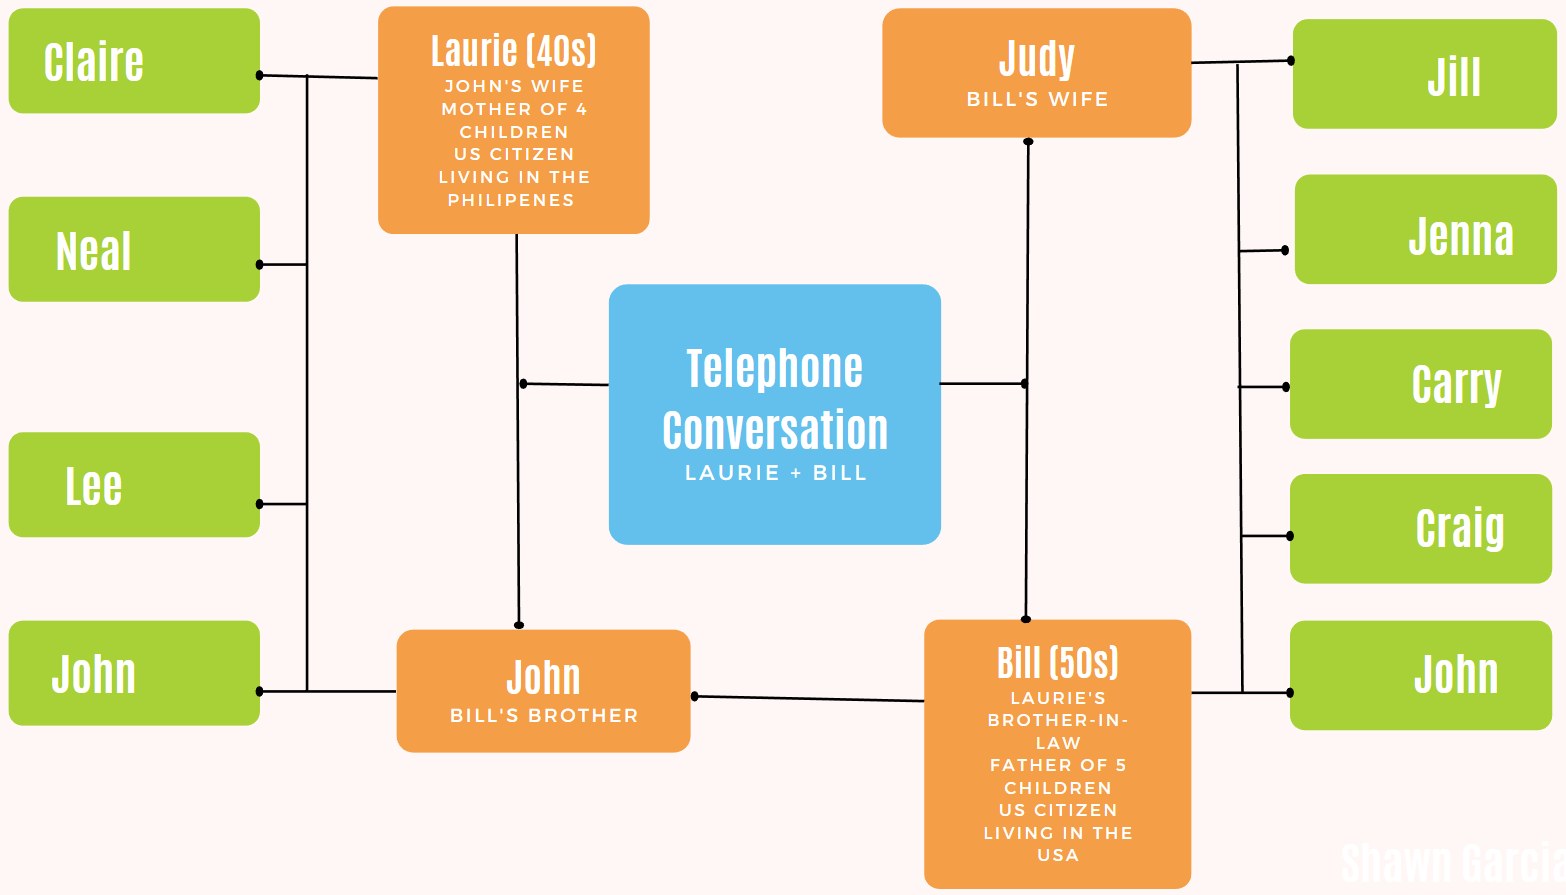 Claire
Neal
Lee
John
Laurie (40s)
JOHN'S WIFE
MOTHER OF 4
CHILDREN
US CITIZEN
LIVING IN THE
PHILIPENES
Telephone
Conversation
LAURIE + BILL
John
BILL'S BROTHER
Judy
BILL'S WIFE
Bill (50s)
LAURIE'S
BROTHER-IN-
LAW
FATHER OF 5
CHILDREN
US CITIZEN
LIVING IN THE
USA
Jill
Jenna
Carry
Craig
John
Shawn Garcia